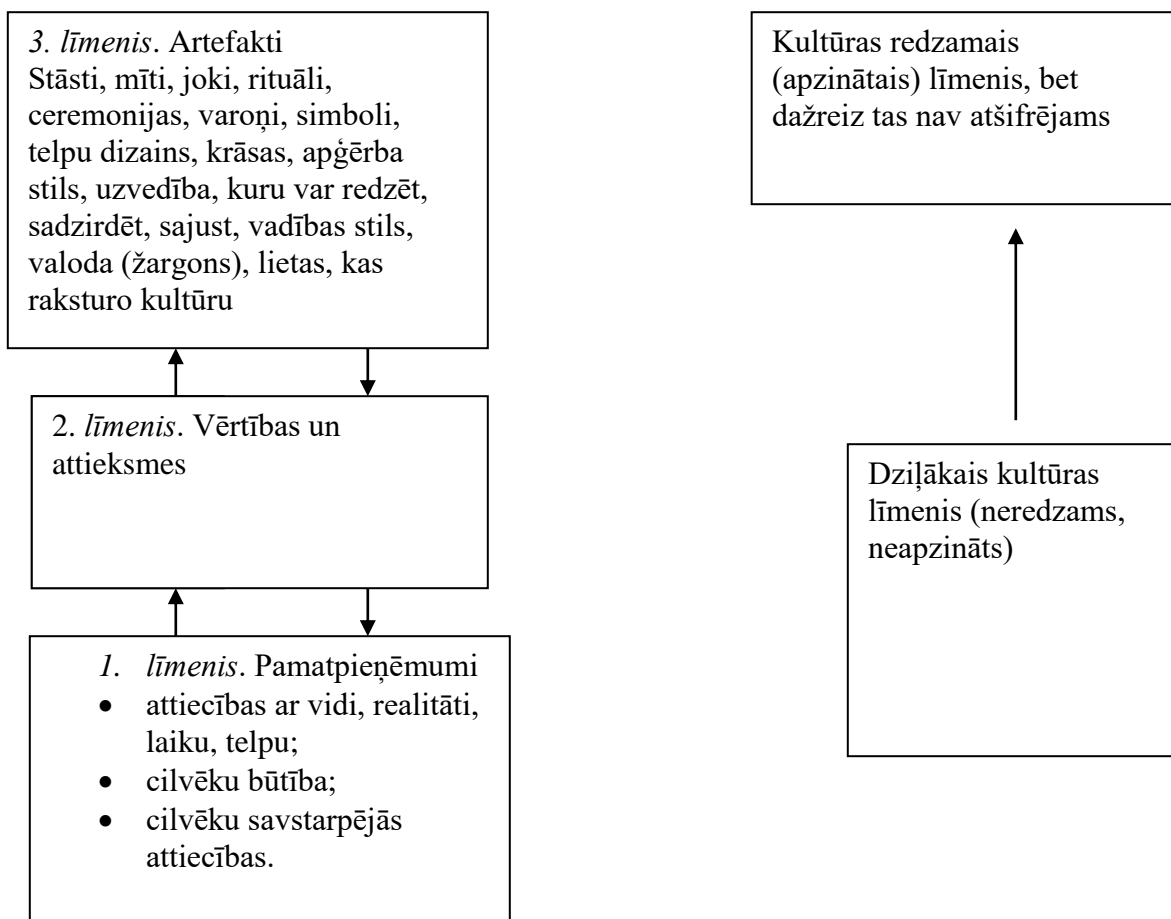 3. līmenis. Artefakti
Stāsti, mīti, joki, rituāli,
ceremonijas, varoņi, simboli,
telpu dizains, krāsas, apģērba
stils, uzvedība, kuru var redzēt,
sadzirdēt, sajust, vadības stils,
valoda (žargons), lietas, kas
raksturo kultūru
Kultūras redzamais
(apzinātais) līmenis, bet
dažreiz tas nav atšifrējams
2. līmenis. Vērtības un
attieksmes
Dziļākais kultūras
līmenis (neredzams,
neapzināts)
1. līmenis. Pamatpieņēmumi
• attiecības ar vidi, realitāti,
laiku, telpu;
• cilvēku būtība;
• cilvēku savstarpējās
attiecības.